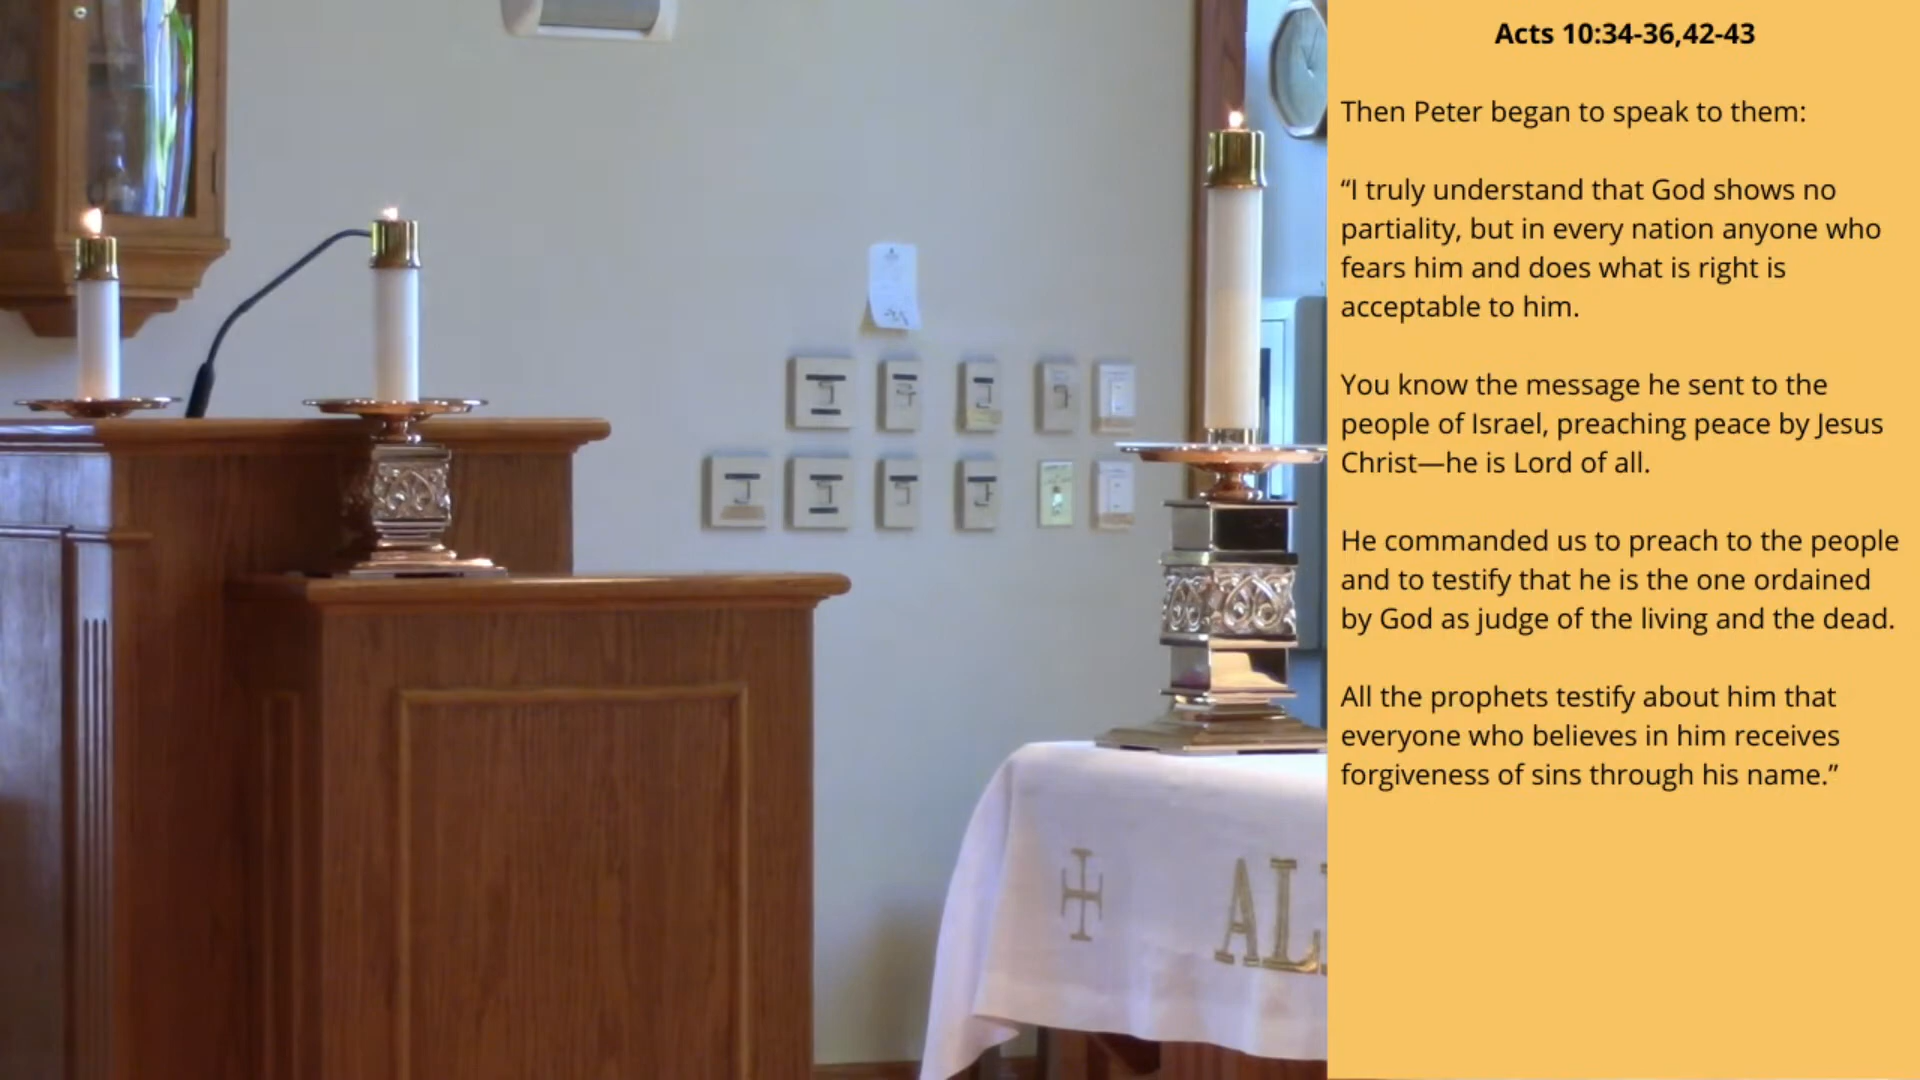 Acts 10:34-36,42-43
Then Peter began to speak to them:
“I truly understand that God shows no
partiality, but in every nation anyone who
fears him and does what is right is
acceptable to him.
You know the message he sent to the
people of Israel, preaching peace by Jesus
Christ—he is Lord of all.
He commanded us to preach to the people
and to testify that he is the one ordained
by God as judge of the living and the dead.
All the prophets testify about him that
everyone who believes in him receives
forgiveness of sins through his name.”